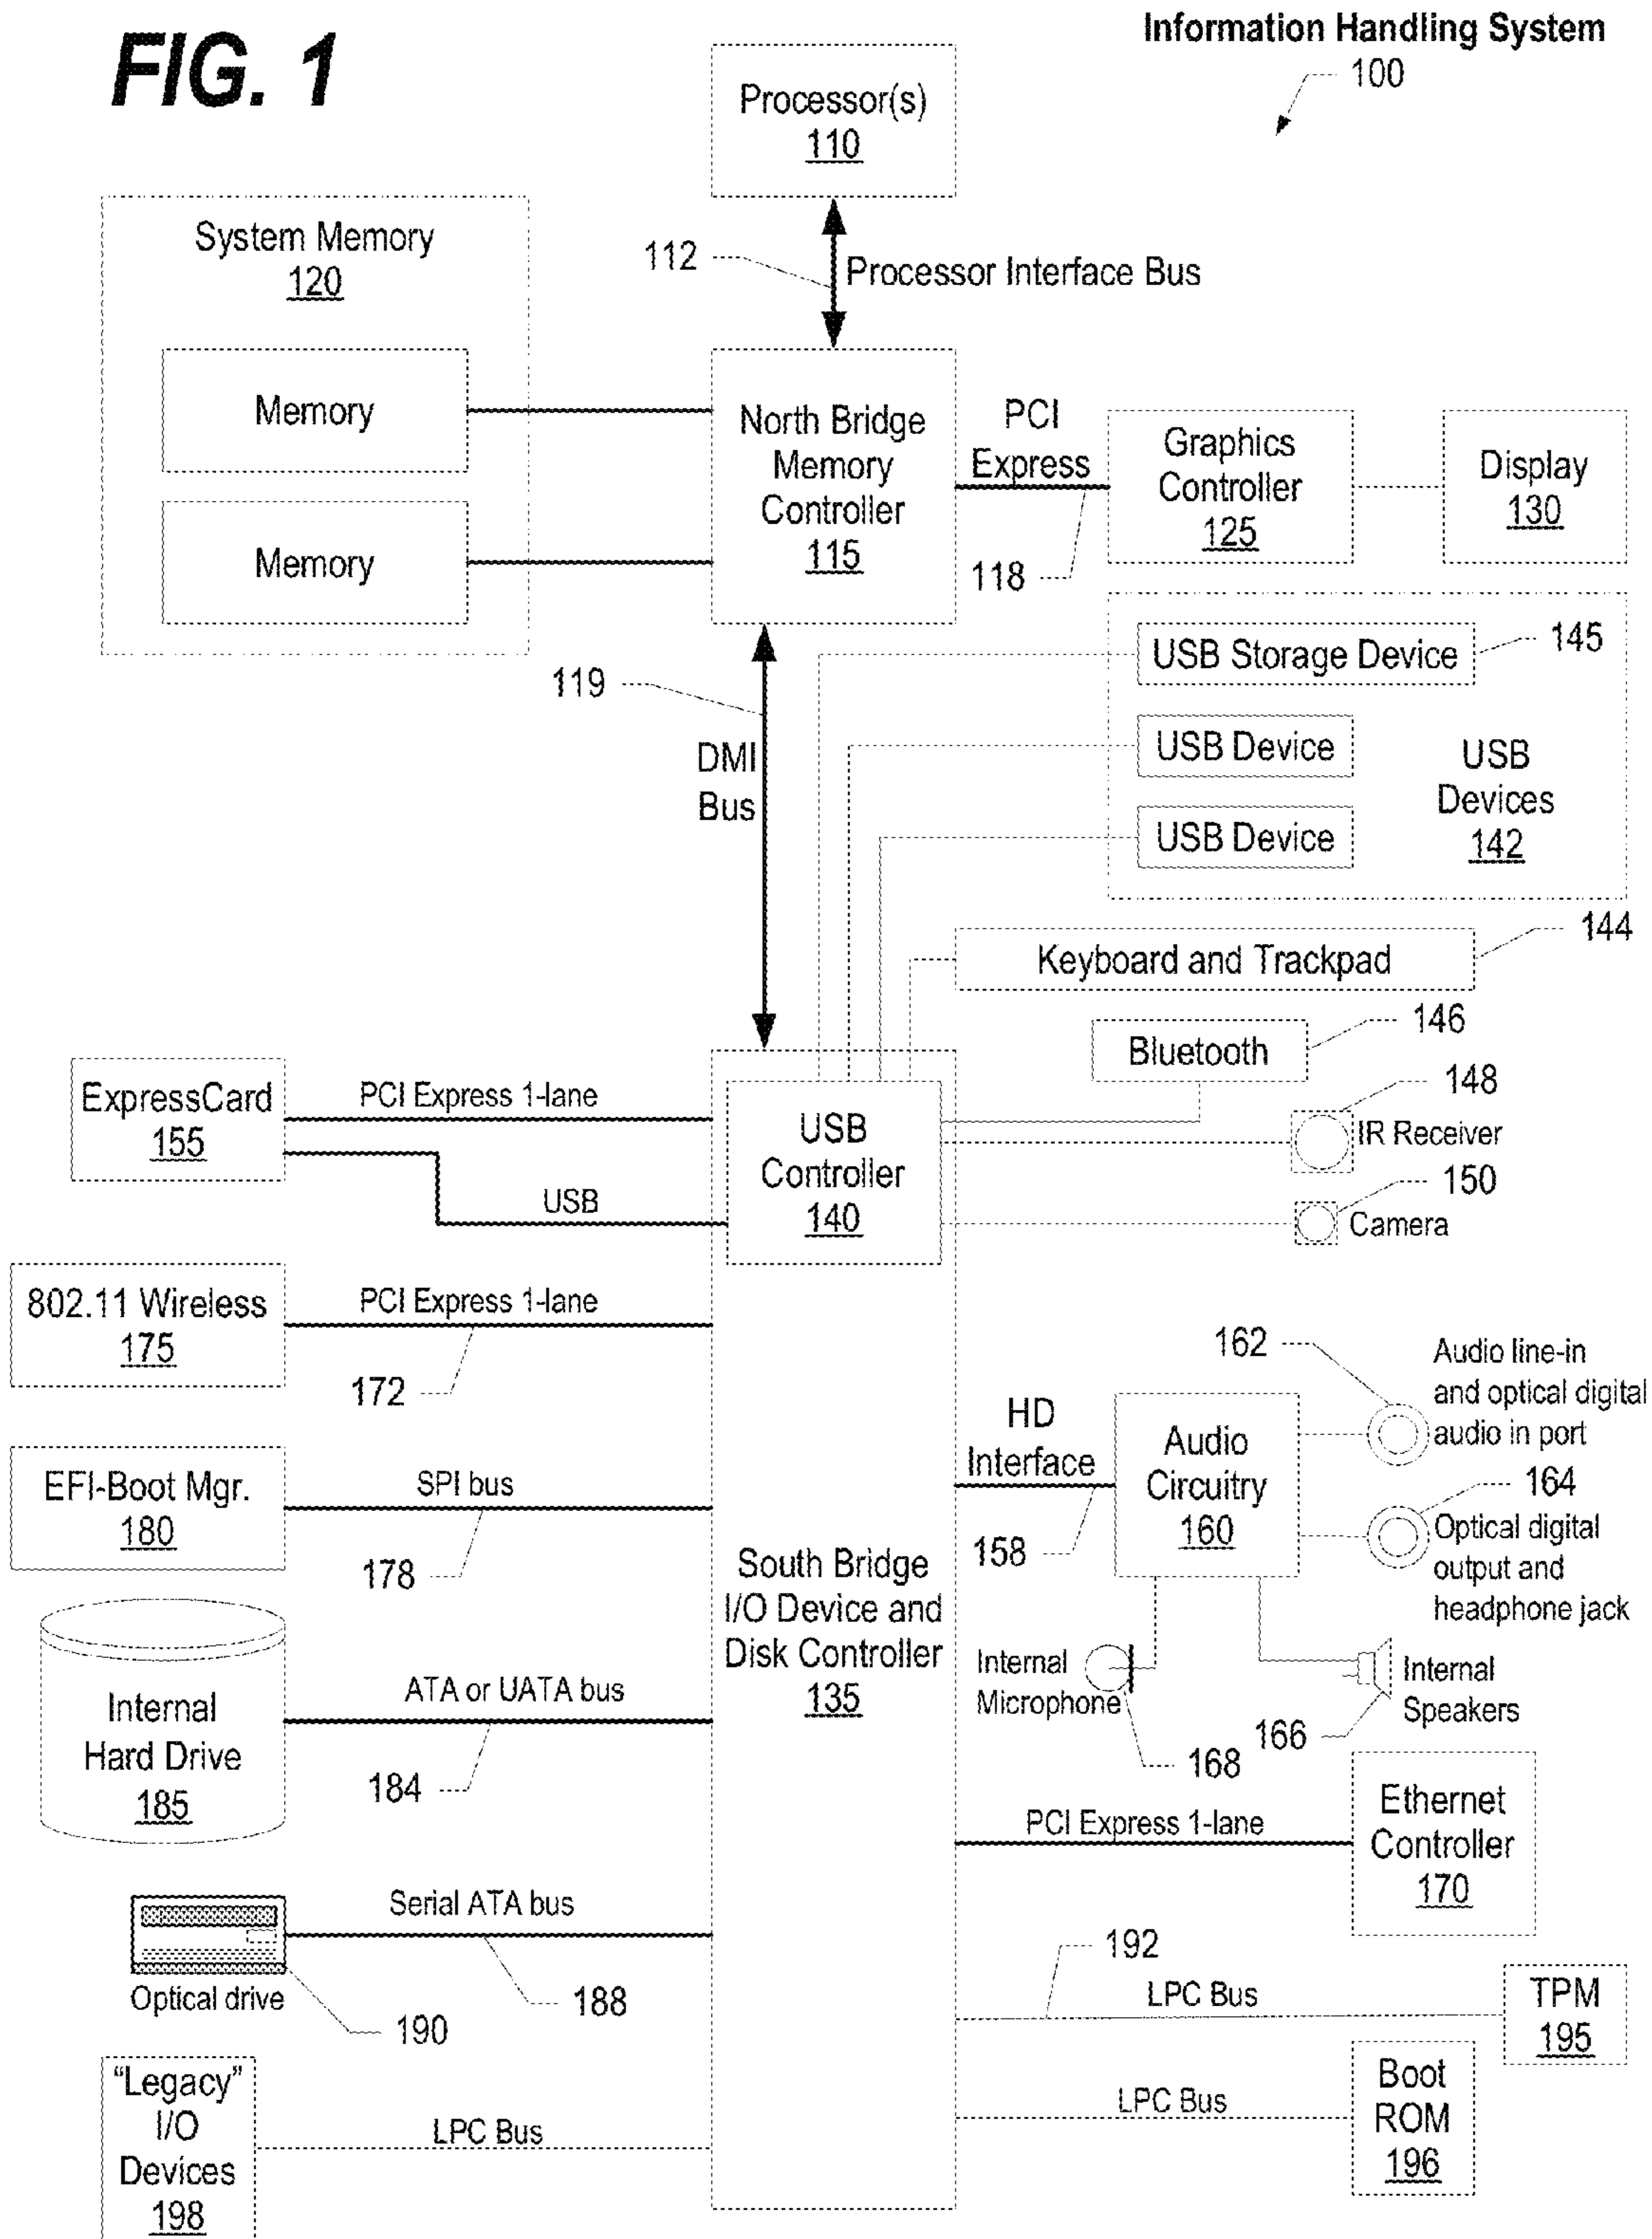 FIG. 1
Information Handling System
100
Processor(s)
110
System Memory
120
112
Processor Interface Bus
Memory
Memory
North Bridge
Memory
Controller
115
PCI
Express
118
Graphics
Controller
125
Display
130
119
DMI
Bus
USB Storage Device
145
USB Device
USB Device
USB
Devices
142
144
Keyboard and Trackpad
146
Bluetooth
148
IR Receiver
150
Camera
ExpressCard
155
PCI Express 1-lane
USB
USB
Controller
140
802.11 Wireless
175
PCI Express 1-lane
172
162
Audio line-in
and optical digital
audio in port
HD
Interface
158
Audio
Circuitry
160
164
Optical digital
output and
headphone jack
EFI-Boot Mgr.
180
SPI bus
178
South Bridge
I/O Device and
Disk Controller
135
Internal
Microphone
168
Internal
Speakers
166
Internal
Hard Drive
185
ATA or UATA bus
184
PCI Express 1-lane
Ethernet
Controller
170
Serial ATA bus
188
Optical drive
190
192
LPC Bus
TPM
195
"Legacy"
I/O
Devices
198
LPC Bus
LPC Bus
Boot
ROM
196